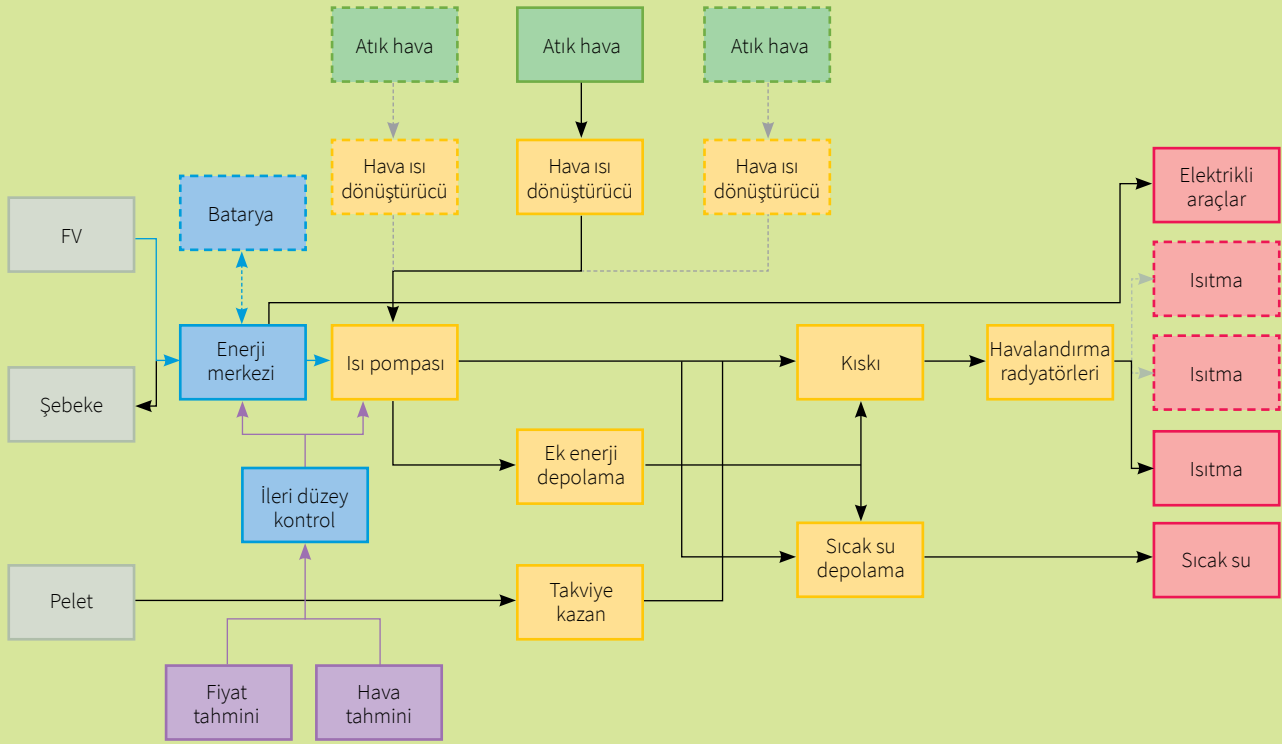 Atık hava
Atık hava
Atık hava
Hava ısı
dönüştürücü
Hava ısı
dönüştürücü
Hava ısı
dönüştürücü
Elektrikli
araçlar
Batarya
FV
Isıtma
Enerji
merkezi
Isı pompası
Kıskı
Havalandırma
radyatörleri
Isıtma
Şebeke
Ek enerji
depolama
Isıtma
İleri düzey
kontrol
Sıcak su
depolama
Sıcak su
Pelet
Takviye
kazan
Fiyat
tahmini
Hava
tahmini